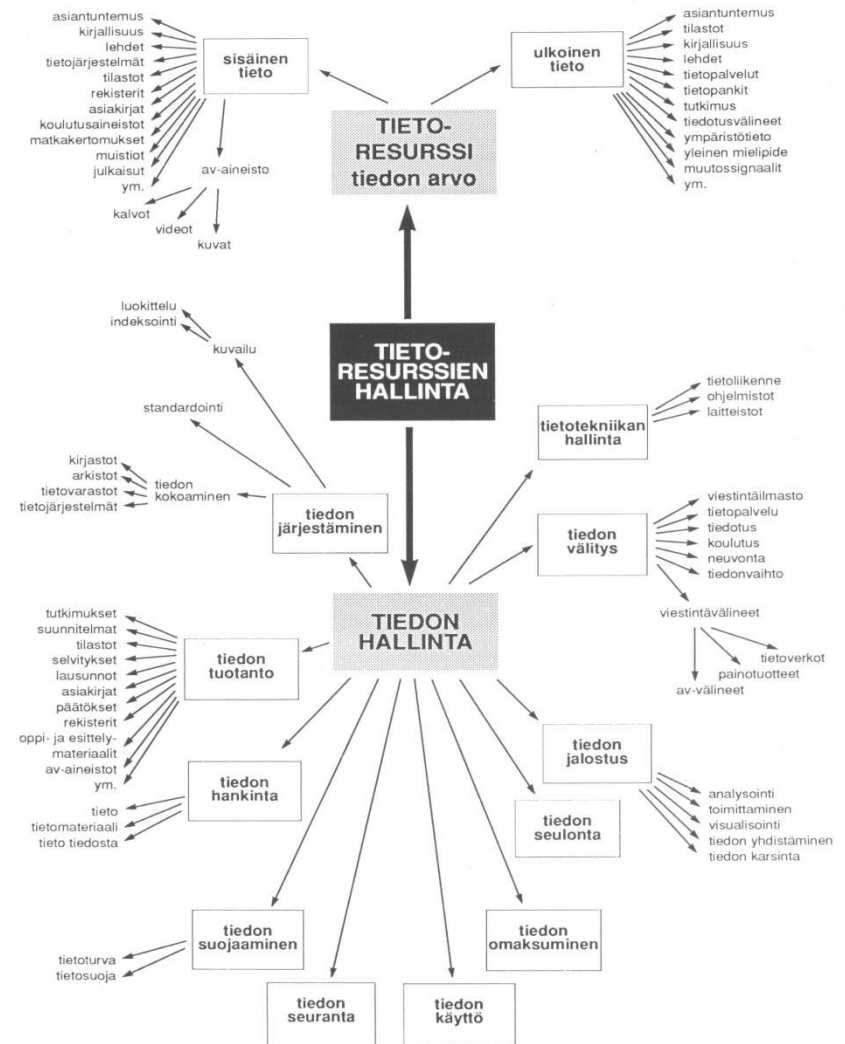 asiantuntemus
kirjallisuus
lehdet
tietojärjestelmät
tilastot
rekisterit
asiakirjat
koulutusaineistot
matkakertomukset
muistiot
julkaisut
ym.
sisäinen
tieto
av-aineisto
kalvot
videot
kuvat
TIETO-
RESURSSI
tiedon arvo
ulkoinen
tieto
asiantuntemus
tilastot
kirjallisuus
lehdet
tietopalvelut
tietopankit
tutkimus
tiedotusvälineet
ympäristötieto
yleinen mielipide
muutossignaalit
ym.
TIETO-
RESURSSIEN
HALLINTA
luokittelu
indeksointi
kuvailu
standardointi
kirjastot
arkistot
tietovarastot
tietojärjestelmät
tiedon
kokoaminen
tiedon
järjestäminen
tietotekniikan
hallinta
tietoliikenne
ohjelmistot
laitteistot
tiedon
välitys
viestintäilmasto
tietopalvelu
tiedotus
koulutus
neuvonta
tiedonvaihto
viestintävälineet
tietoverkot
painotuotteet
av-välineet
TIEDON
HALLINTA
tutkimukset
suunnitelmat
tilastot
selvitykset
lausunnot
asiakirjat
päätökset
rekisterit
oppi- ja esittely-
materiaalit
av-aineistot
ym.
tiedon
tuotanto
tiedon
hankinta
tieto
tietomateriaali
tieto tiedosta
tiedon
jalostus
analysointi
toimittaminen
visualisointi
tiedon yhdistäminen
tiedon karsinta
tiedon
seulonta
tiedon
suojaaminen
tietoturva
tietosuoja
tiedon
omaksuminen
tiedon
seuranta
tiedon
käyttö